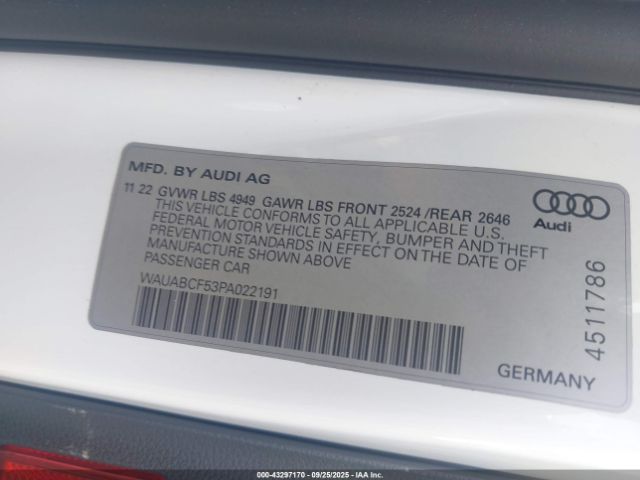 MFD. BY AUDI AG
11 22 GVWR LBS 4949 GAWR LBS FRONT 2524 /REAR 2646
THIS VEHICLE CONFORMS TO ALL APPLICABLE U.S.
FEDERAL MOTOR VEHICLE SAFETY, BUMPER AND THEFT
PREVENTION STANDARDS IN EFFECT ON THE DATE OF
MANUFACTURE SHOWN ABOVE.
PASSENGER CAR
WAUABCF53PA022191
Audi
4511786
GERMANY
000-43297170 - 09/25/2025 - IAA Inc.